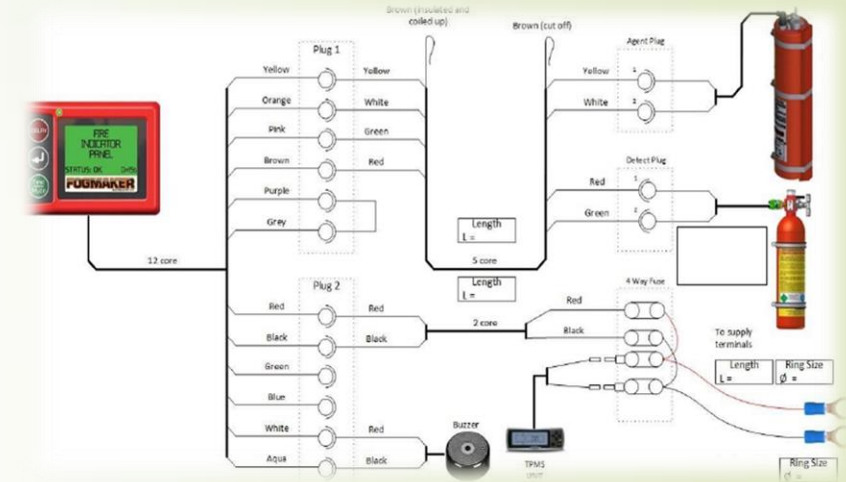 Brown (insulated and
coiled up)
Brown (cut off)
Plug 1
Agent Plug
Yellow
Yellow
Yellow
1
Orange
White
White
2
Pink
Green
FIRE
INDICATOR
PANEL
STATUS: OK
FOGMAKER
Brown
Red
Detect Plug
Purple
Red
1
Grey
Green
2
Length
L =
12 core
5 core
Length
L =
Plug 2
4 Way Fuse
Red
Red
Red
2 core
Black
Black
Black
To supply
terminals
Green
Length
L =
Ring Size
Ø =
Blue
White
Red
Buzzer
Aqua
Black
TPMS
UNIT
Ring Size